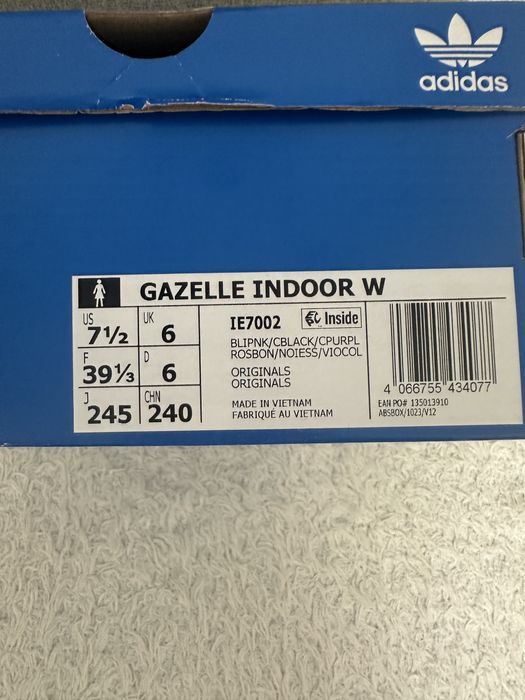 adidas
GAZELLE INDOOR W
US 7½ UK 6
F 39⅓ D 6
J 245 CHN 240
IE7002 Inside
BLIPNK/CBLACK/CPURPL
ROSBON/NOIESS/VIOCOL
ORIGINALS
ORIGINALS
MADE IN VIETNAM
FABRIQUÉ AU VIETNAM
4 066755 434077
EAN PO# 135013910
ABSBOX/1023/V12